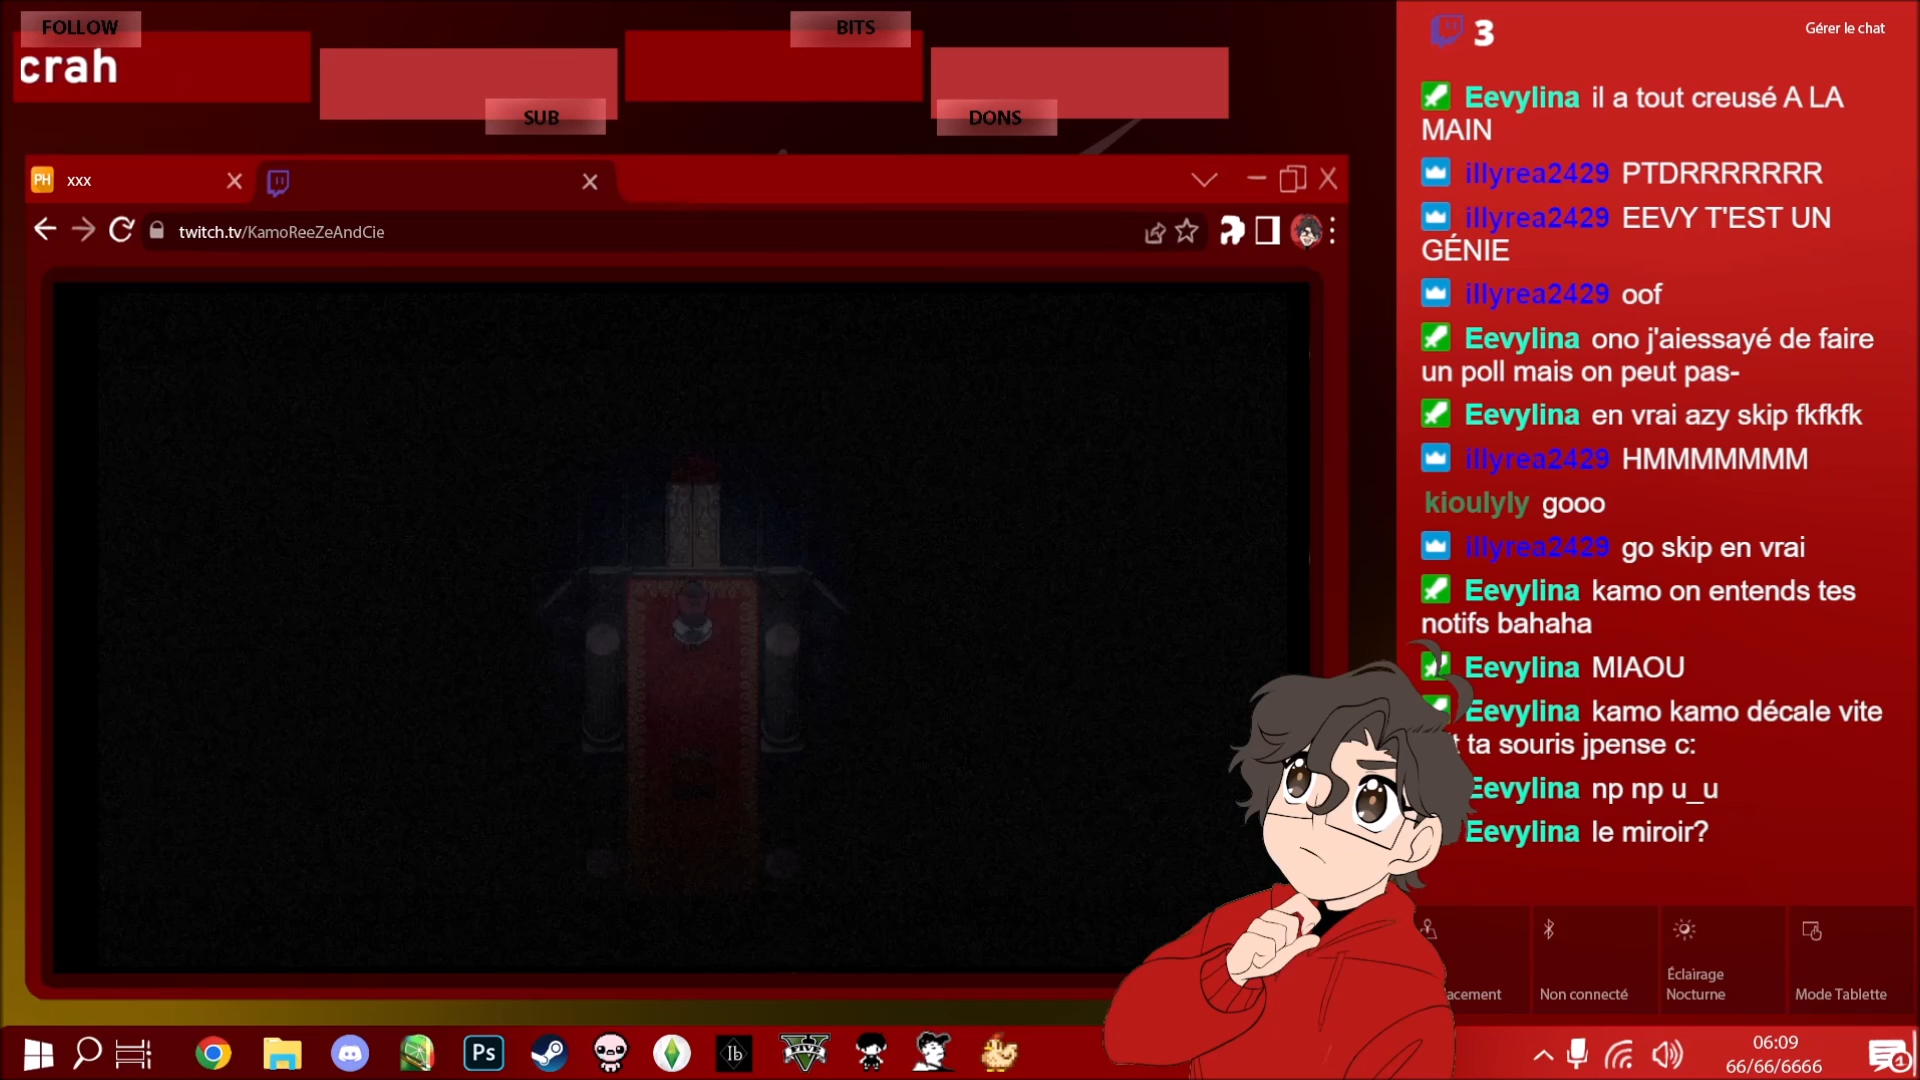 FOLLOW
crah
SUB
BITS
DONS
3
Gérer le chat
PH xxx
twitch.tv/KamoReeZeAndCie
Eevylina il a tout creusé A LA
MAIN
illyrea2429 PTDRRRRRRR
illyrea2429 EEVY T'EST UN
GÉNIE
illyrea2429 oof
Eevylina ono j'aiessayé de faire
un poll mais on peut pas-
Eevylina en vrai azy skip fkfkfk
illyrea2429 HMMMMMMM
kioulyly gooo
illyrea2429 go skip en vrai
Eevylina kamo on entends tes
notifs bahaha
Eevylina MIAOU
Eevylina kamo kamo décale vite
ta souris jpense c:
Eevylina np np u_u
Eevylina le miroir?
Non connecté
Éclairage
Nocturne
Mode Tablette
Ps
Ib
V
06:09
66/66/6666
1